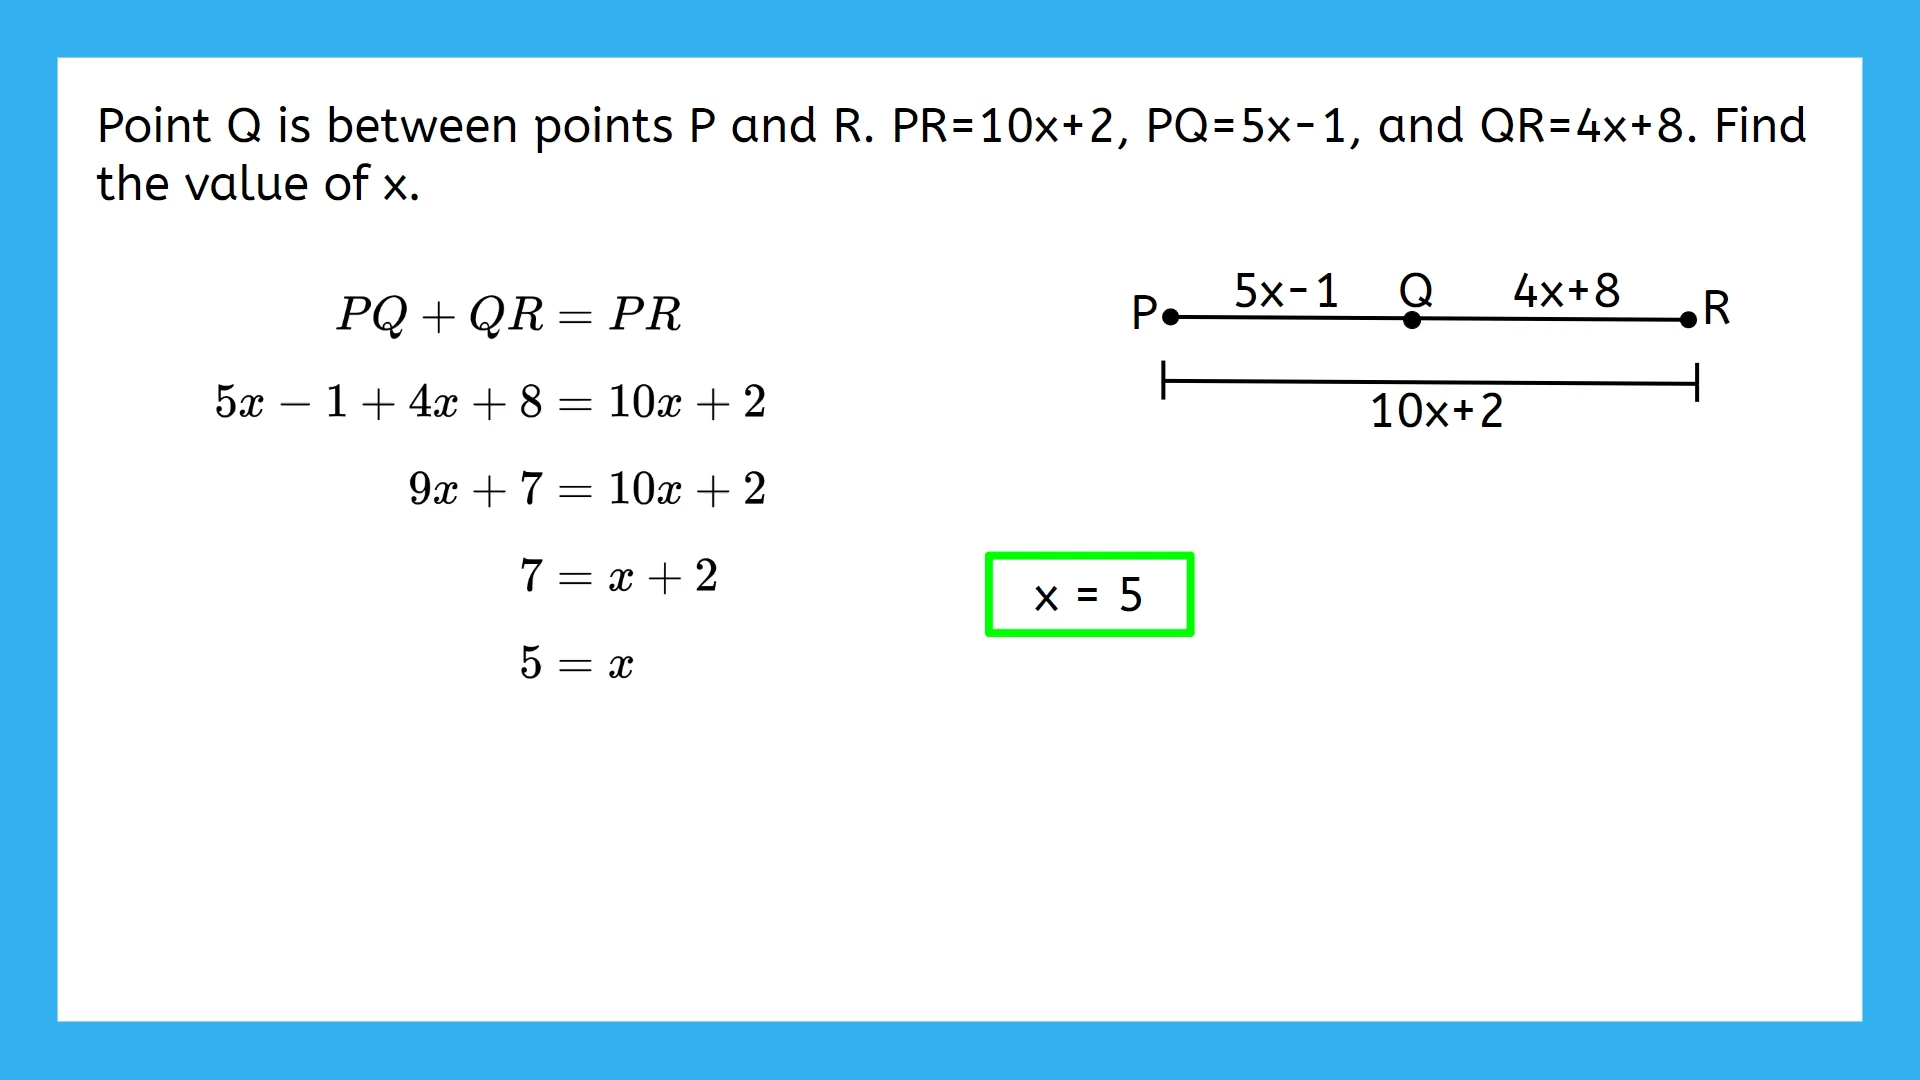 Point Q is between points P and R. PR=10x+2, PQ=5x-1, and QR=4x+8. Find
the value of x.
PQ + QR = PR
5x − 1 + 4x + 8 = 10x + 2
9x + 7 = 10x + 2
7 = x + 2
5 = x
P 5x-1 Q 4x+8 R
10x+2
x = 5